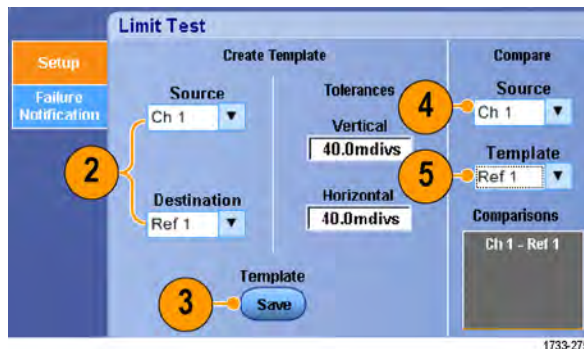 Limit Test
Setup
Failure
Notification
Create Template
Source
Ch 1
2
Destination
Ref 1
Tolerances
Vertical
40.0mdivs
Horizontal
40.0mdivs
Template
3
Save
Compare
Source
4
Ch 1
Template
5
Ref 1
Comparisons
Ch 1 - Ref 1
1733-27